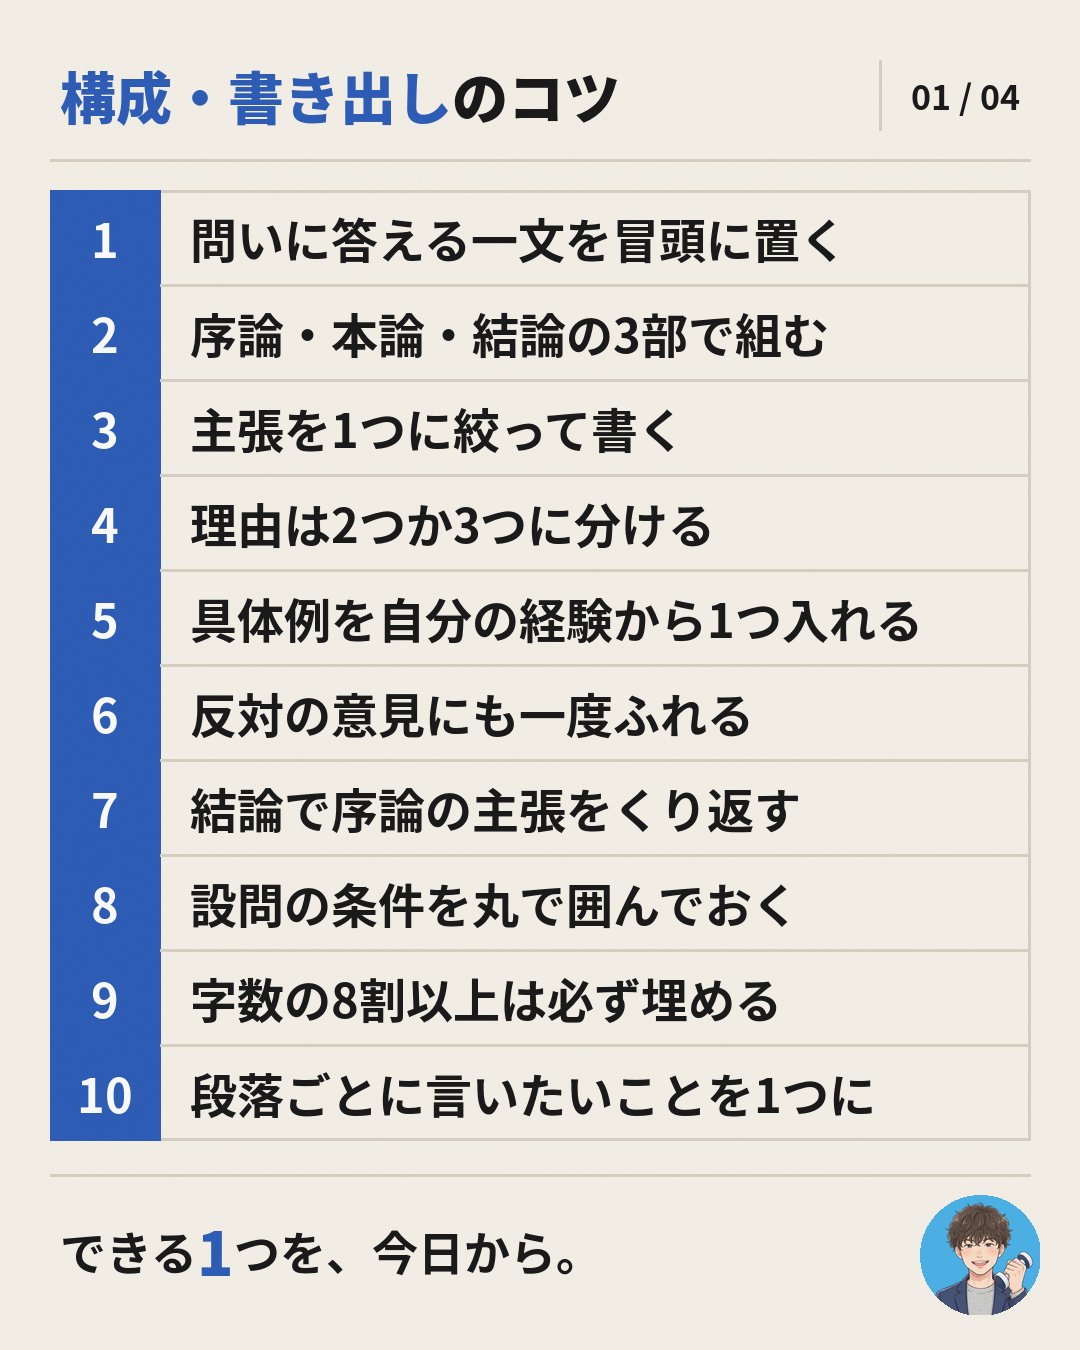 構成・書き出しのコツ
01 / 04
1 問いに答える一文を冒頭に置く
2 序論・本論・結論の3部で組む
3 主張を1つに絞って書く
4 理由は2つか3つに分ける
5 具体例を自分の経験から1つ入れる
6 反対の意見にも一度ふれる
7 結論で序論の主張をくり返す
8 設問の条件を丸で囲んでおく
9 字数の8割以上は必ず埋める
10 段落ごとに言いたいことを1つに
できる1つを、今日から。